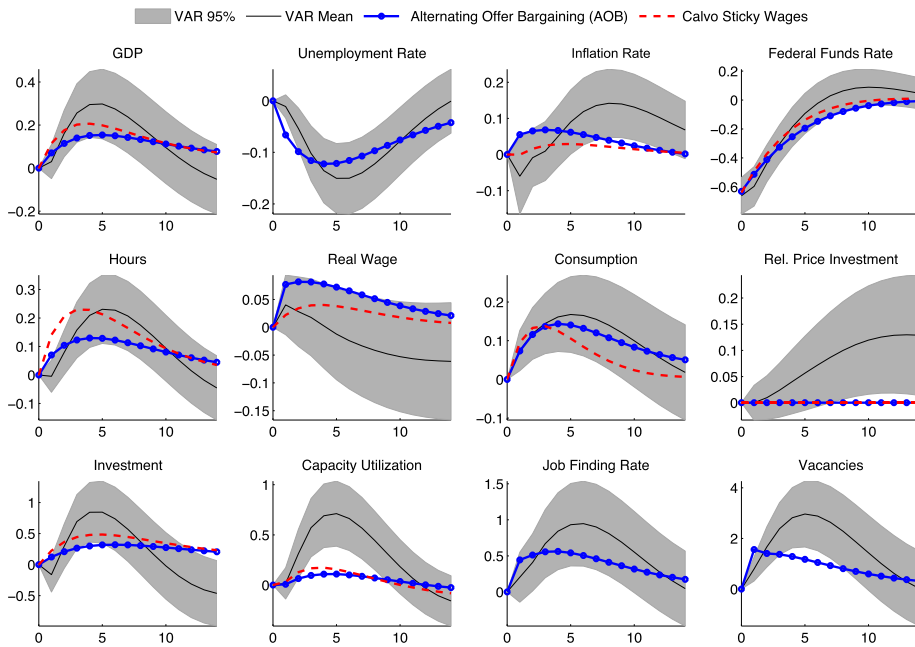 VAR 95% VAR Mean Alternating Offer Bargaining (AOB) Calvo Sticky Wages
GDP Unemployment Rate Inflation Rate Federal Funds Rate
0.4 0.2 0 −0.2 0 5 10
0 −0.1 −0.2 0 5 10
0.2 0.1 0 −0.1 0 5 10
0.2 0 −0.2 −0.4 −0.6 0 5 10
Hours Real Wage Consumption Rel. Price Investment
0.3 0.2 0.1 0 −0.1 0 5 10
0.05 0 −0.05 −0.1 −0.15 0 5 10
0.2 0.1 0 −0.1 0 5 10
0.2 0.15 0.1 0.05 0 0 5 10
Investment Capacity Utilization Job Finding Rate Vacancies
1 0.5 0 −0.5 0 5 10
1 0.5 0 0 5 10
1.5 1 0.5 0 0 5 10
4 2 0 0 5 10